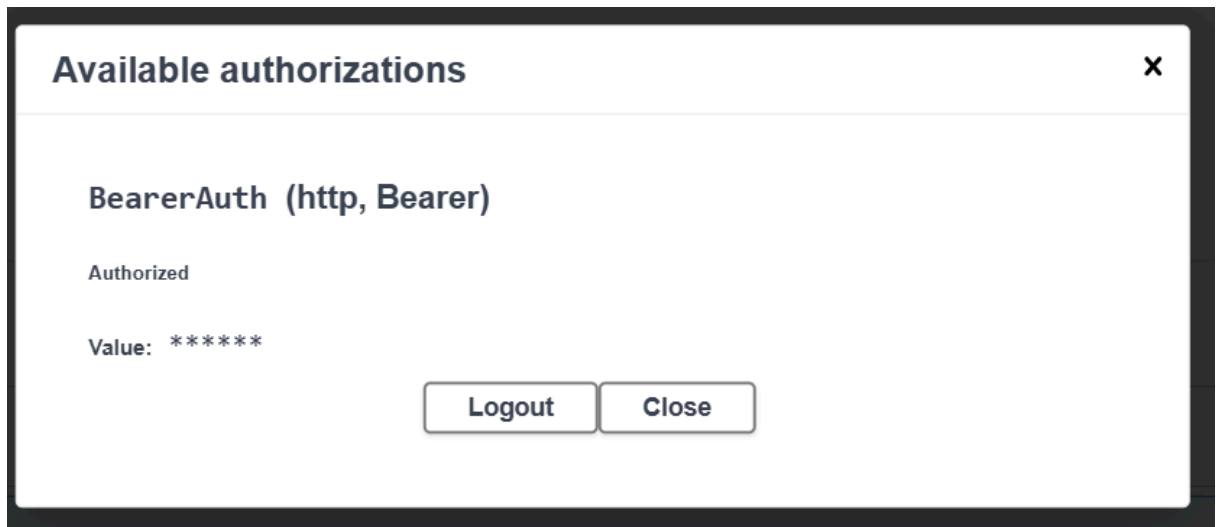 Available authorizations
BearerAuth (http, Bearer)
Authorized
Value: ******
Logout Close